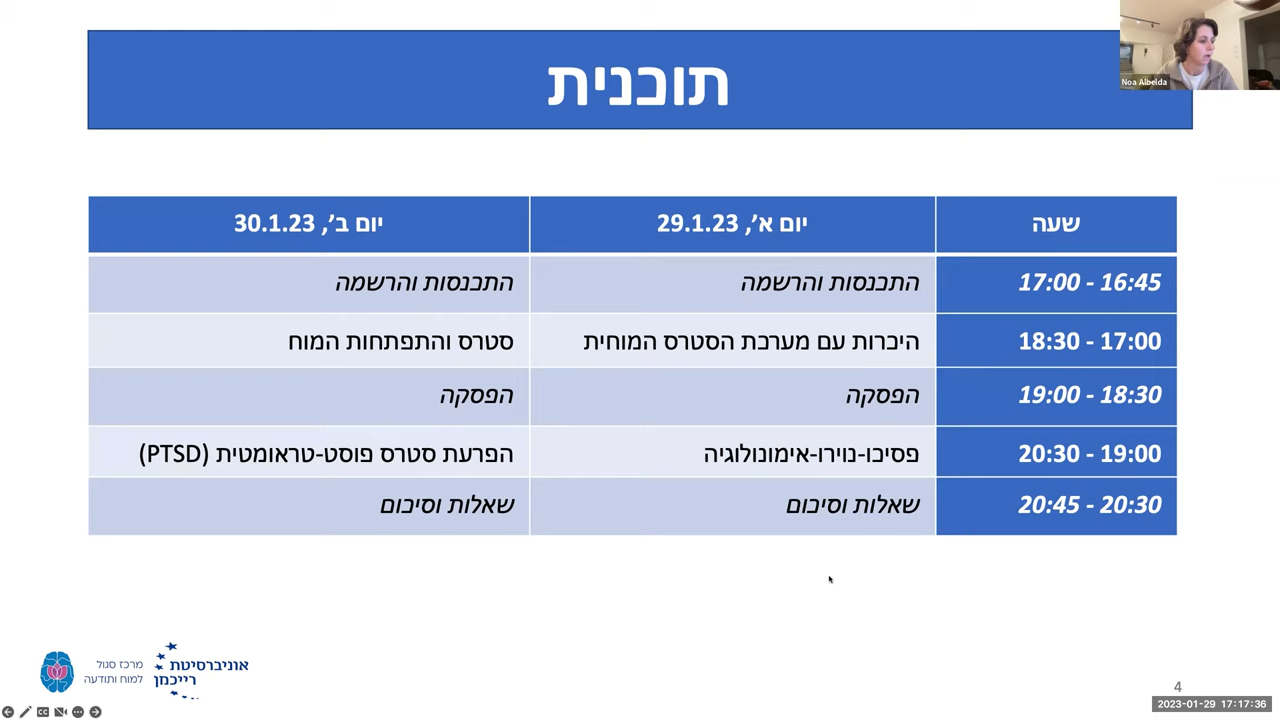 תוכנית
Noa Albelda
שעה יום א', 29.1.23 יום ב', 30.1.23
16:45 - 17:00 התכנסות והרשמה התכנסות והרשמה
17:00 - 18:30 היכרות עם מערכת הסטרס המוחית סטרס והתפתחות המוח
18:30 - 19:00 הפסקה הפסקה
19:00 - 20:30 פסיכו-נוירו-אימונולוגיה הפרעת סטרס פוסט-טראומטית (PTSD)
20:30 - 20:45 שאלות וסיכום שאלות וסיכום
אוניברסיטת
רייכמן
מרכז סגול
למוח ותודעה
4
2023-01-29 17:17:36